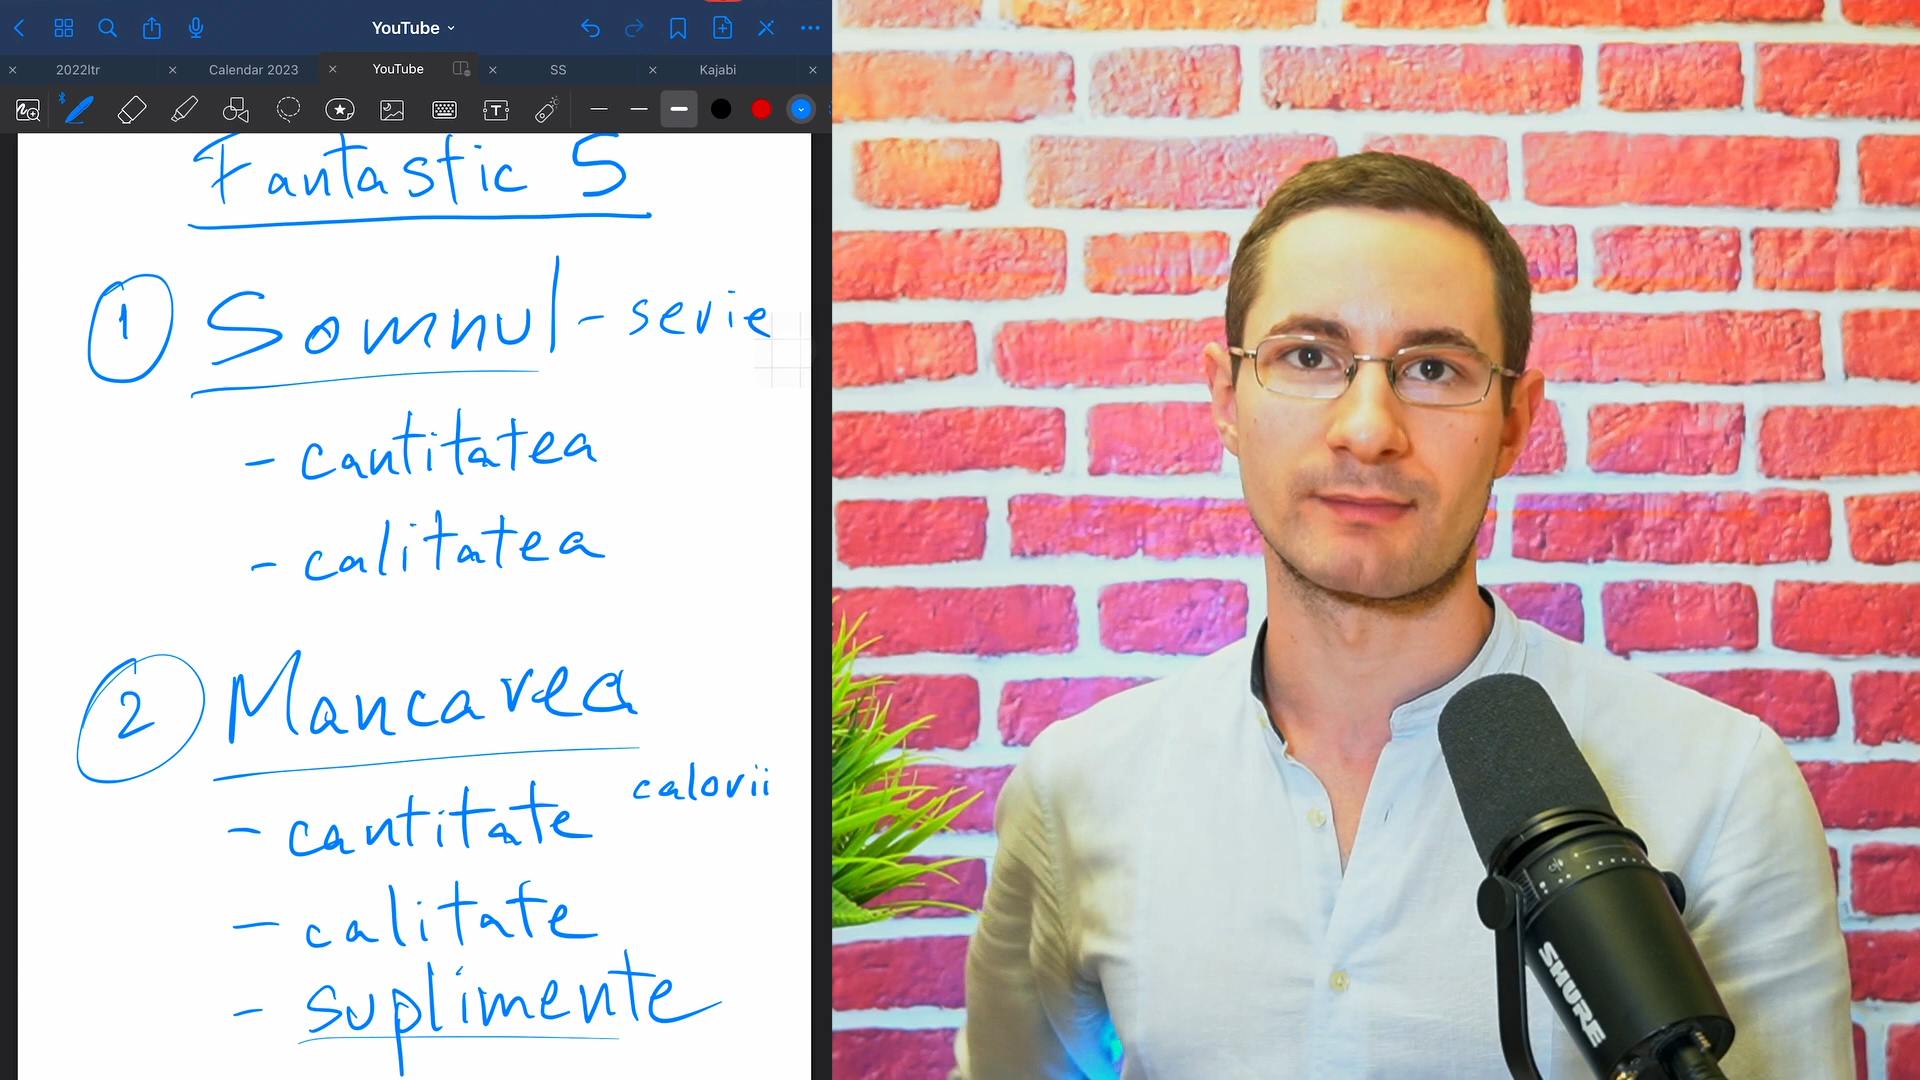 YouTube
2022ltr
Calendar 2023
YouTube
SS
Kajabi
T
Fantastic 5
1 Somnul - serie
- cantitatea
- calitatea
2 Mancarea
- cantitate calorii
- calitate
- suplimente
SHURE